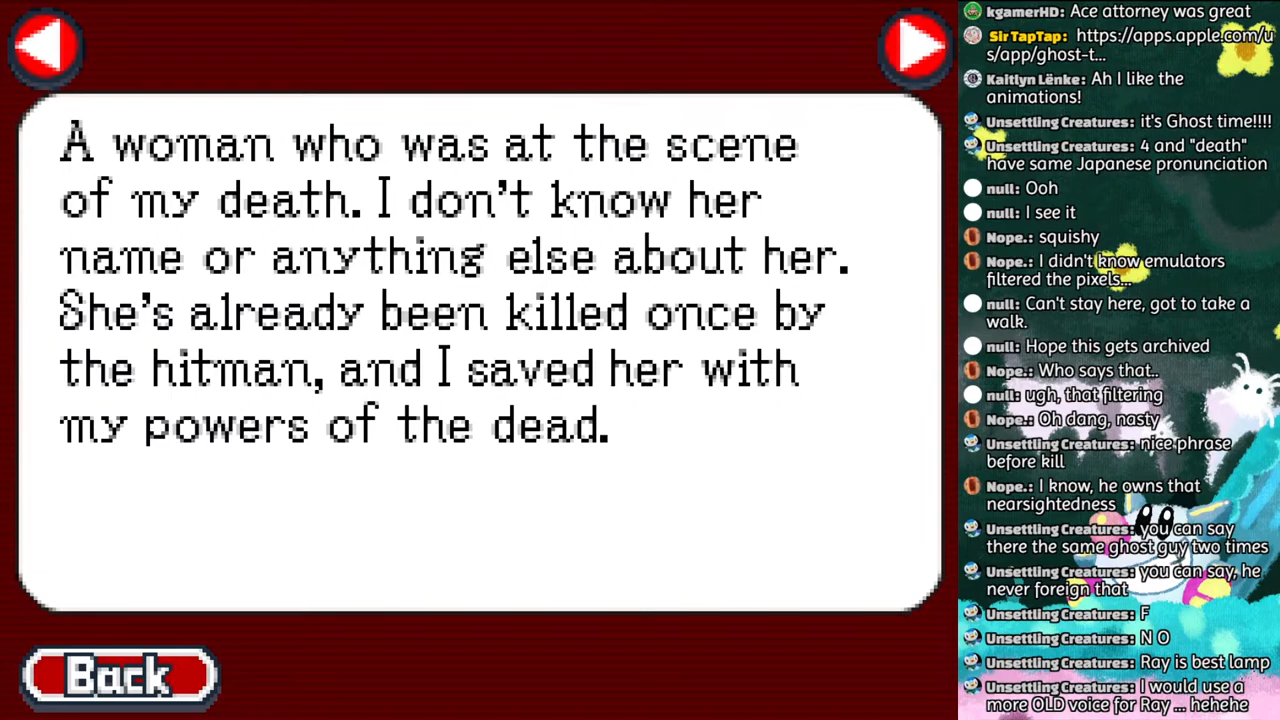 A woman who was at the scene
of my death. I don't know her
name or anything else about her.
She's already been killed once by
the hitman, and I saved her with
my powers of the dead.
Back
kgamerHD: Ace attorney was great
Sir TapTap: https://apps.apple.com/u
s/app/ghost-t...
Kaitlyn Lënke: Ah I like the
animations!
Unsettling Creatures: it's Ghost time!!!!
Unsettling Creatures: 4 and "death"
have same Japanese pronunciation
null: Ooh
null: I see it
Nope.: squishy
Nope.: I didn't know emulators
filtered the pixels...
null: Can't stay here, got to take a
walk.
null: Hope this gets archived
Nope.: Who says that..
null: ugh, that filtering
Nope.: Oh dang, nasty
Unsettling Creatures: nice phrase
before kill
Nope.: I know, he owns that
nearsightedness
Unsettling Creatures: you can say
there the same ghost guy two times
Unsettling Creatures: you can say, he
never foreign that
Unsettling Creatures: F
Unsettling Creatures: N O
Unsettling Creatures: Ray is best lamp
Unsettling Creatures: I would use a
more OLD voice for Ray ... hehehe